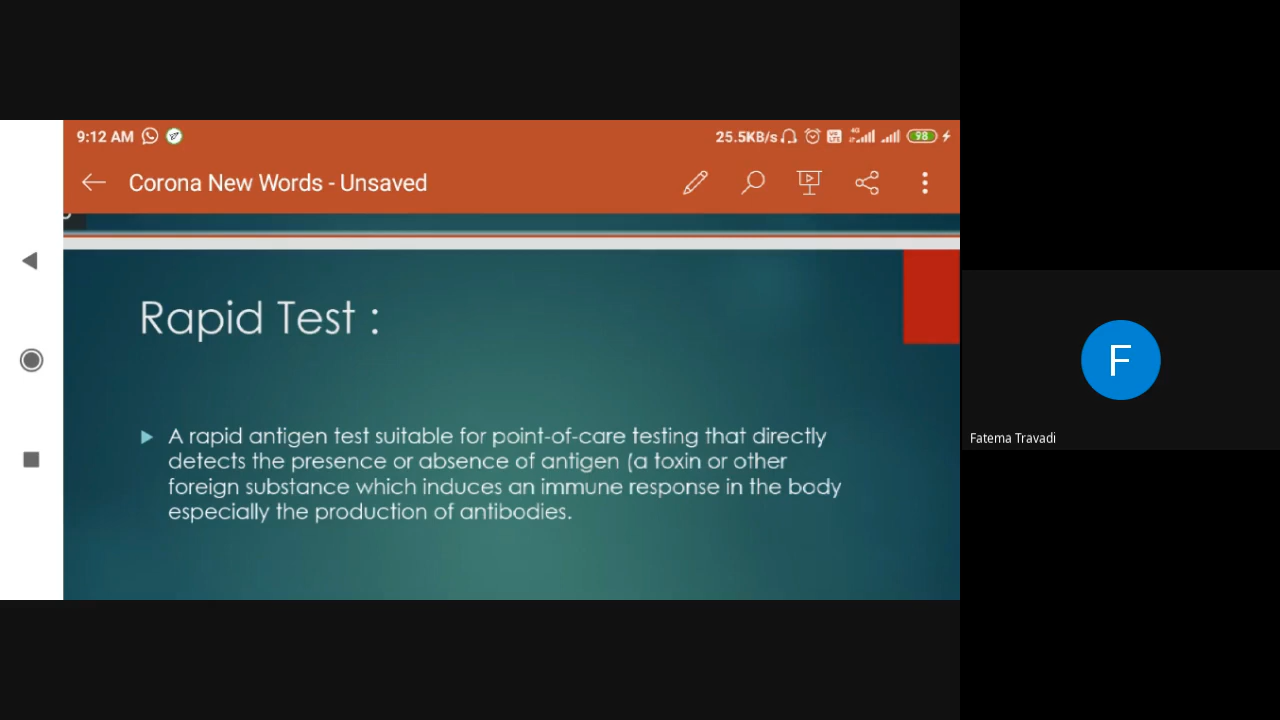 9:12 AM 25.5KB/s 4G 98
Corona New Words - Unsaved
Rapid Test :
A rapid antigen test suitable for point-of-care testing that directly
detects the presence or absence of antigen (a toxin or other
foreign substance which induces an immune response in the body
especially the production of antibodies.
F
Fatema Travadi